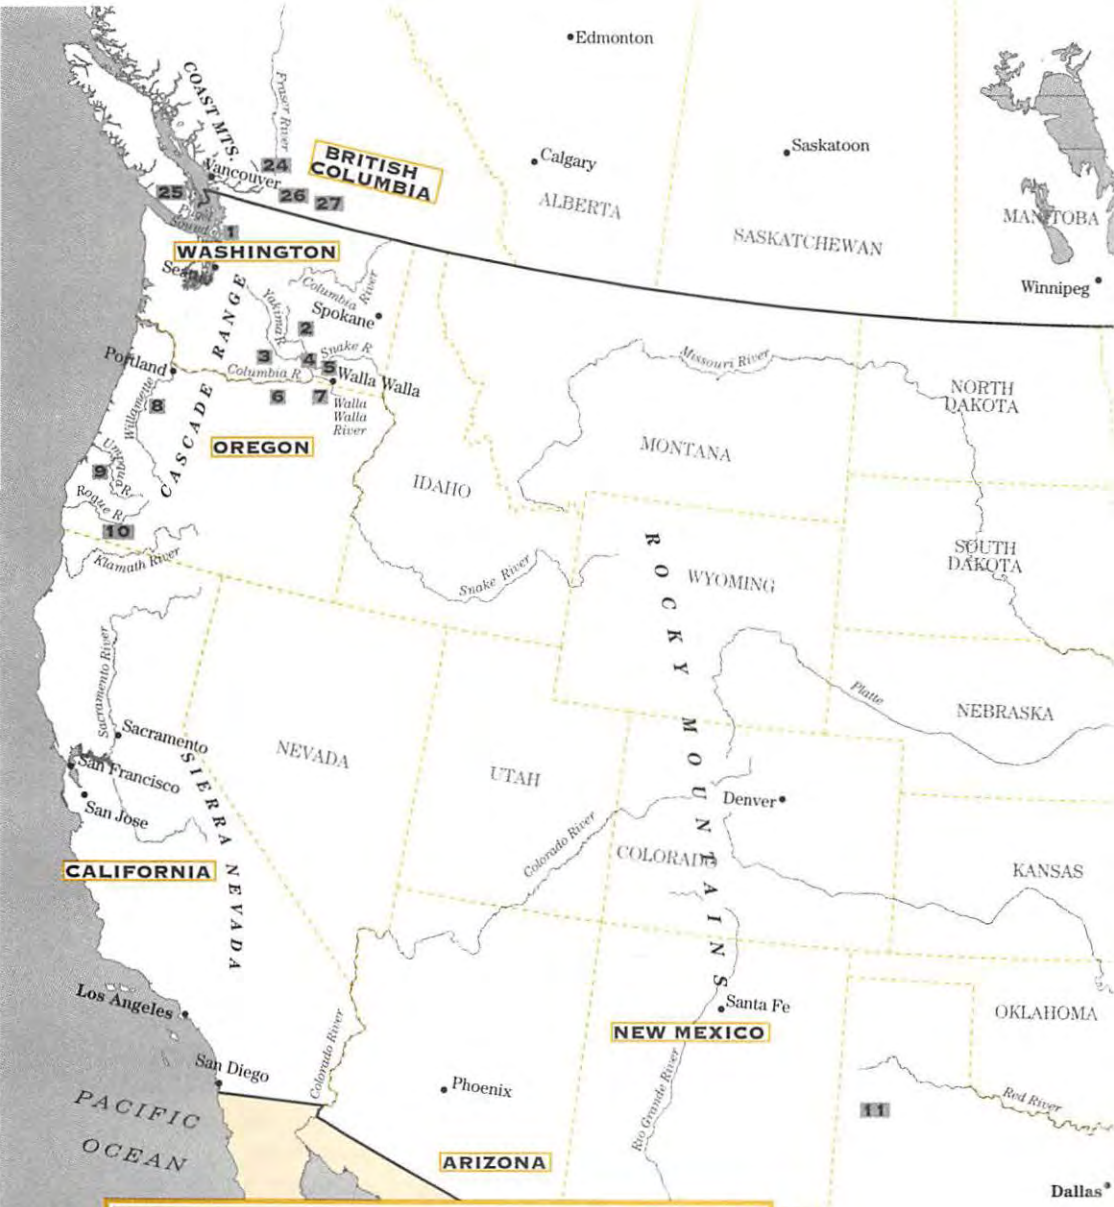 Edmonton
COAST MTS.
Fraser River
24
BRITISH
COLUMBIA
Calgary
Saskatoon
Vancouver
25
26
27
ALBERTA
MANITOBA
SASKATCHEWAN
Puget
Sound
1
WASHINGTON
Seattle
Winnipeg
Columbia
River
Yakima R.
Spokane
2
CASCADE RANGE
3
4
Snake R.
5
Walla Walla
Portland
Columbia R.
Missouri River
NORTH
DAKOTA
6
7
Walla
Walla
River
Willamette
8
OREGON
MONTANA
Umpqua R.
9
IDAHO
Rogue R.
10
Klamath River
SOUTH
DAKOTA
Snake River
WYOMING
ROCKY MOUNTAINS
Sacramento River
Platte
NEBRASKA
Sacramento
NEVADA
UTAH
San Francisco
SIERRA NEVADA
San Jose
Denver
Colorado River
COLORADO
CALIFORNIA
KANSAS
Los Angeles
Santa Fe
OKLAHOMA
NEW MEXICO
San Diego
Colorado River
Phoenix
Rio Grande River
Red River
11
PACIFIC
OCEAN
ARIZONA
Dallas